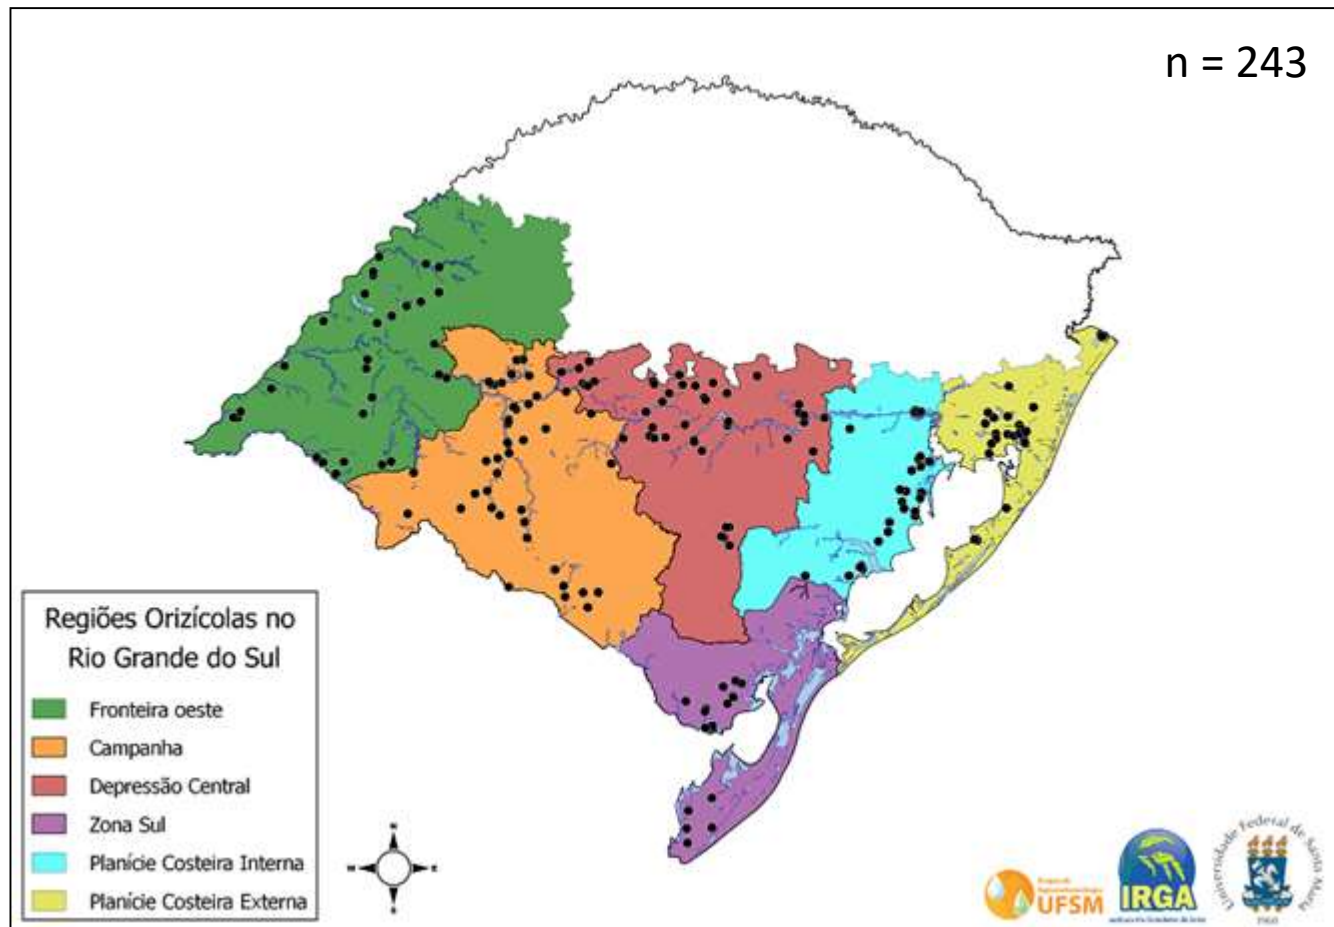 n = 243
Regiões Orizícolas no
Rio Grande do Sul
Fronteira oeste
Campanha
Depressão Central
Zona Sul
Planície Costeira Interna
Planície Costeira Externa
UFSM
IRGA
Universidade Federal de Santa Maria
1960